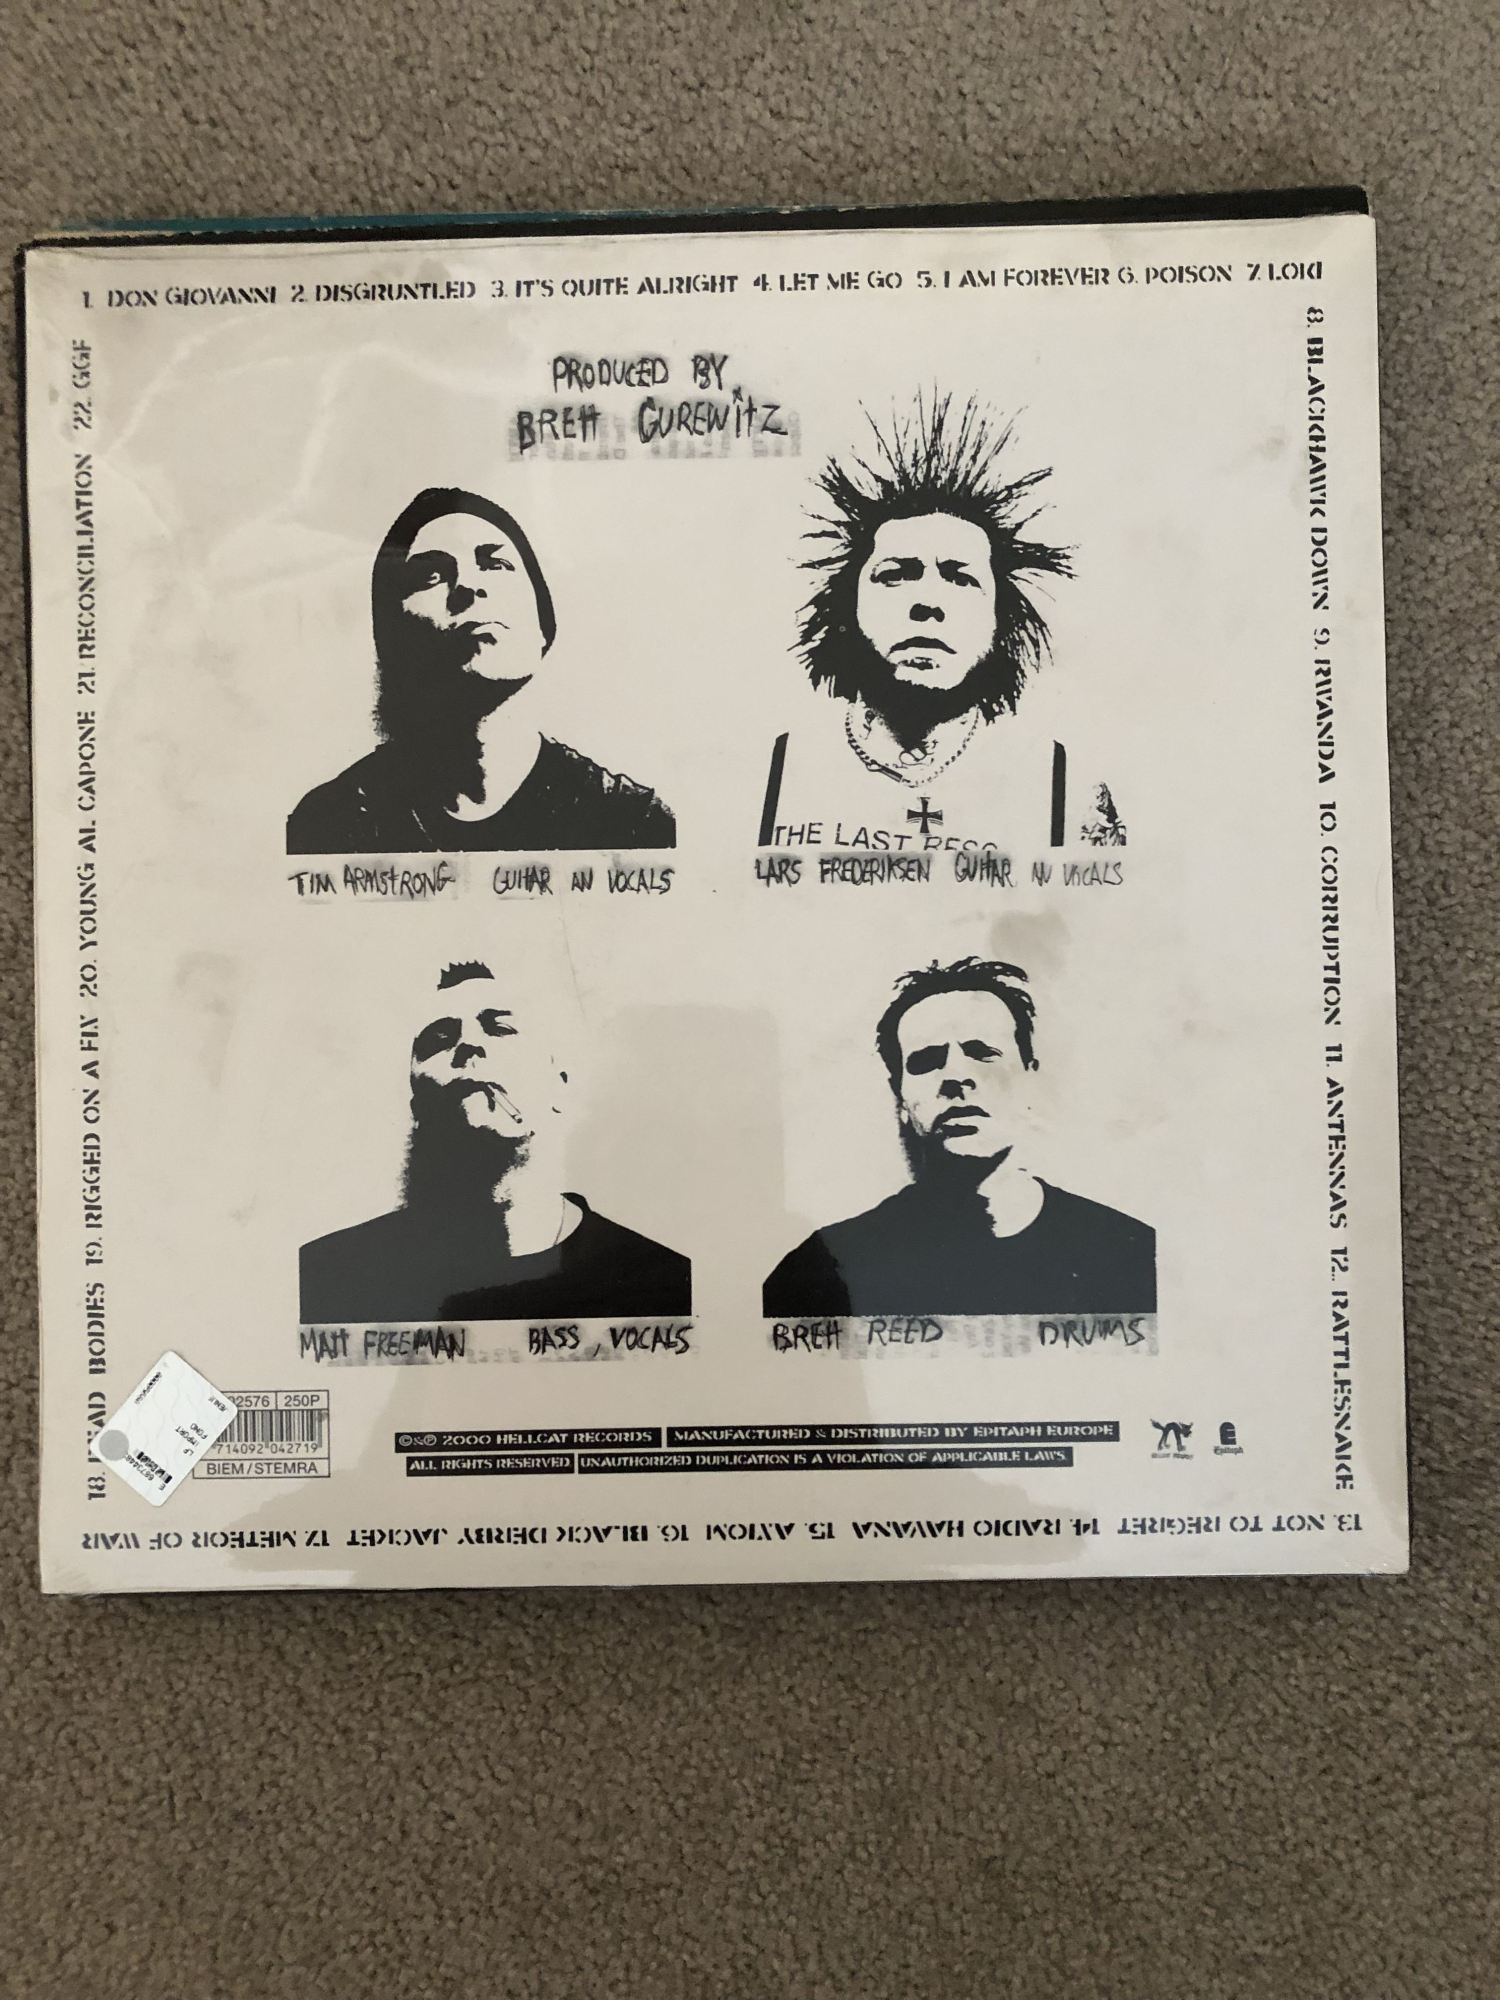 1. DON GIOVANNI 2. DISGRUNTLED 3. IT'S QUITE ALRIGHT 4. LET ME GO 5. I AM FOREVER 6. POISON 7. LOKI
8. BLACKHAWK DOWN 9. RWANDA 10. CORRUPTION 11. ANTENNAS 12. RATTLESNAKE
13. NOT TO REGRET 14. RADIO HAVANA 15. AXIOM 16. BLACK DERBY JACKET 17. METEOR OF WAR
18. DEAD BODIES 19. RIGGED ON A FIX 20. YOUNG AL CAPONE 21. RECONCILIATION 22. GGF
PRODUCED BY
BRETT GUREWITZ
THE LAST RESO
TIM ARMSTRONG GUITAR AN VOCALS
LARS FREDERIKSEN GUITAR AN VOCALS
MATT FREEMAN BASS, VOCALS
BRETT REED DRUMS
2576 250P
714092 042719
BIEM/STEMRA
LP
IMPORT
©&℗ 2000 HELLCAT RECORDS MANUFACTURED & DISTRIBUTED BY EPITAPH EUROPE
ALL RIGHTS RESERVED. UNAUTHORIZED DUPLICATION IS A VIOLATION OF APPLICABLE LAWS.
Epitaph